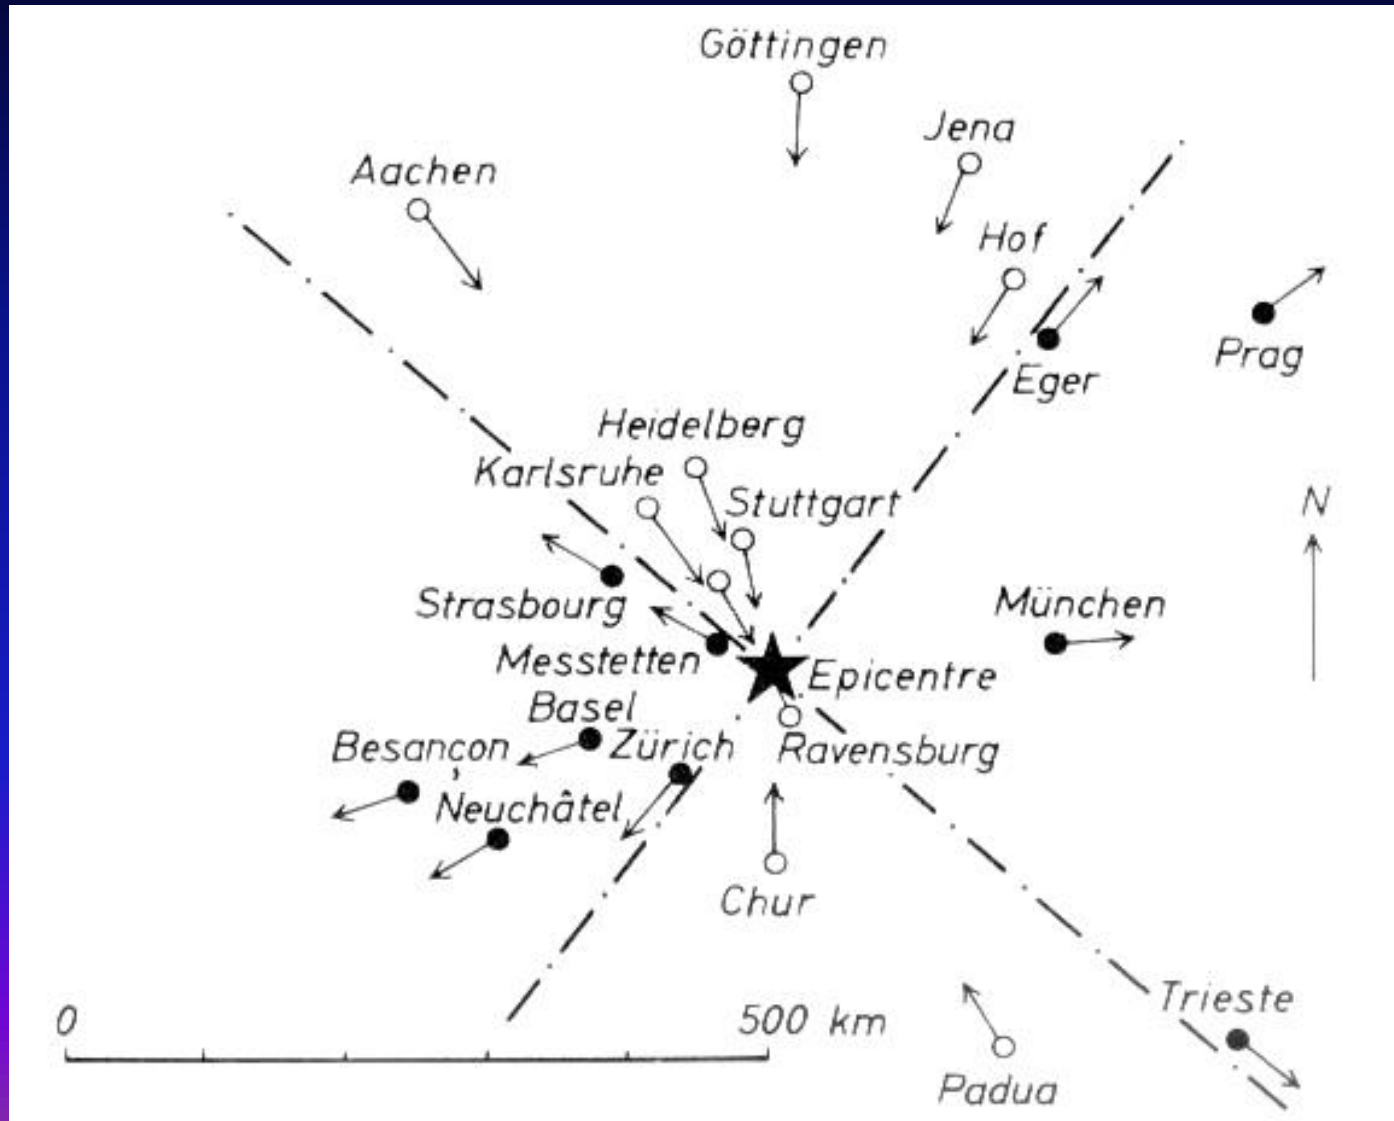 Göttingen
Jena
Aachen
Hof
Prag
Eger
Heidelberg
Karlsruhe
Stuttgart
N
Strasbourg
München
Messtetten
Epicentre
Basel
Besançon
Zürich
Ravensburg
Neuchâtel
Chur
Trieste
0
500 km
Padua